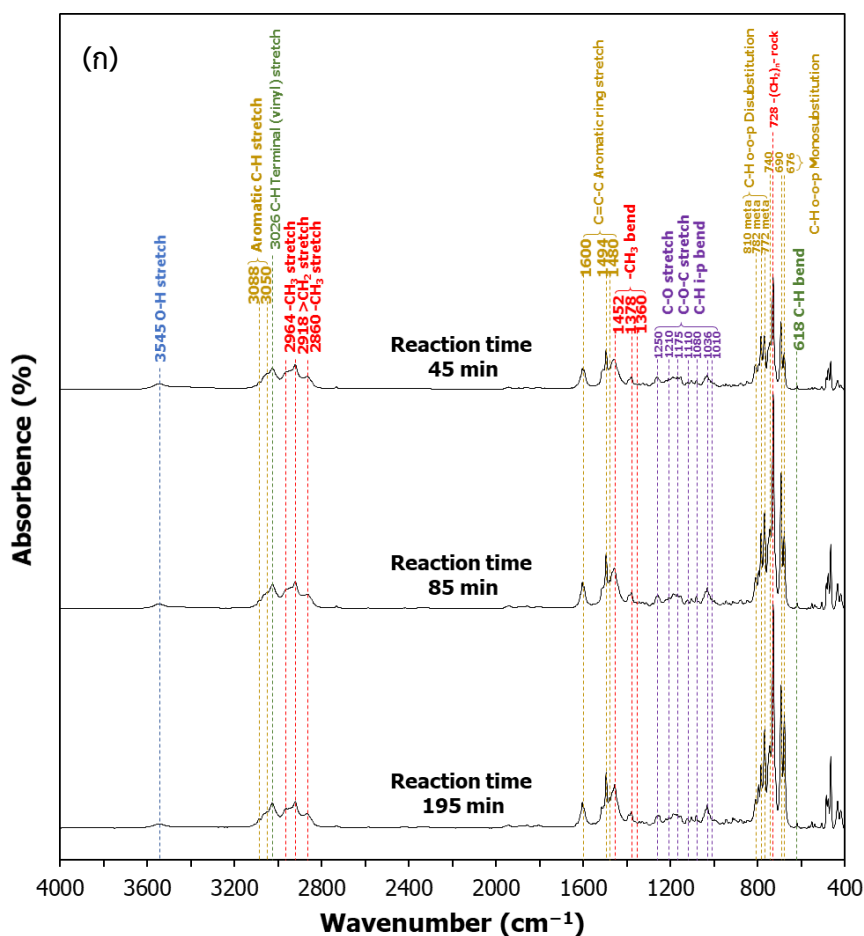 (ก)
3545 O-H stretch
3088
3050
Aromatic C-H stretch
3026 C-H Terminal (vinyl) stretch
2964 -CH₃ stretch
2918 >CH₂ stretch
2860 -CH₃ stretch
1600
1494
1480
C=C-C Aromatic ring stretch
1452
1378
1360
-CH₃ bend
1250
1210
1175
1110
1080
1036
1010
C-O stretch
C-O-C stretch
C-H i-p bend
810 meta
782 meta
772 meta
C-H o-o-p Disubstitution
740
728 -(CH₂)ₙ- rock
690
676
C-H o-o-p Monosubstitution
618 C-H bend
Reaction time
45 min
Reaction time
85 min
Reaction time
195 min
Absorbence (%)
4000
3600
3200
2800
2400
2000
1600
1200
800
400
Wavenumber (cm⁻¹)